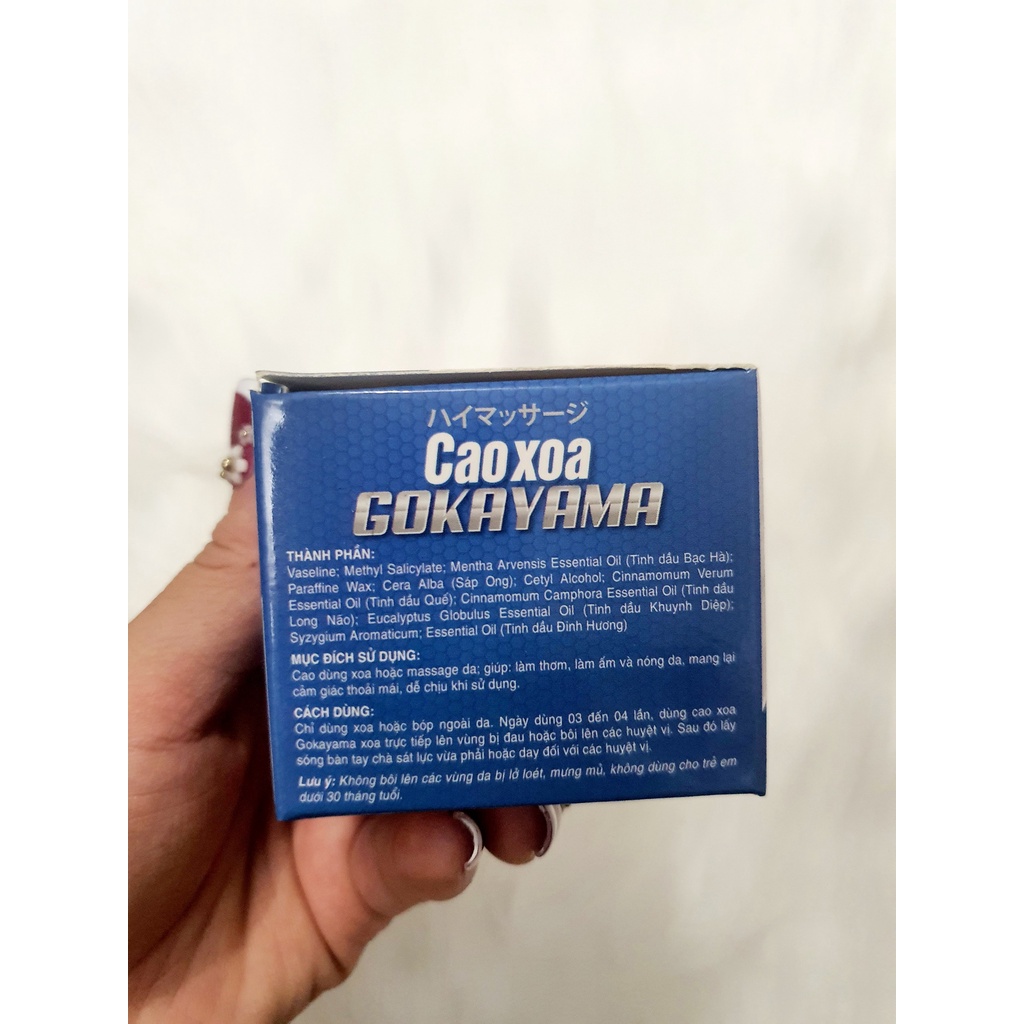 ハイマッサージ
Cao xoa
GOKAYAMA
THÀNH PHẦN:
Vaseline; Methyl Salicylate; Mentha Arvensis Essential Oil (Tinh dầu Bạc Hà);
Paraffine Wax; Cera Alba (Sáp Ong); Cetyl Alcohol; Cinnamomum Verum
Essential Oil (Tinh dầu Quế); Cinnamomum Camphora Essential Oil (Tinh dầu
Long Não); Eucalyptus Globulus Essential Oil (Tinh dầu Khuynh Diệp);
Syzygium Aromaticum; Essential Oil (Tinh dầu Đinh Hương)
MỤC ĐÍCH SỬ DỤNG:
Cao dùng xoa hoặc massage da; giúp: làm thơm, làm ấm và nóng da, mang lại
cảm giác thoải mái, dễ chịu khi sử dụng.
CÁCH DÙNG:
Chỉ dùng xoa hoặc bóp ngoài da. Ngày dùng 03 đến 04 lần, dùng cao xoa
Gokayama xoa trực tiếp lên vùng bị đau hoặc bôi lên các huyệt vị. Sau đó lấy
sóng bàn tay chà sát lực vừa phải hoặc day đối với các huyệt vị.
Lưu ý: Không bôi lên các vùng da bị lở loét, mưng mủ, không dùng cho trẻ em
dưới 30 tháng tuổi.